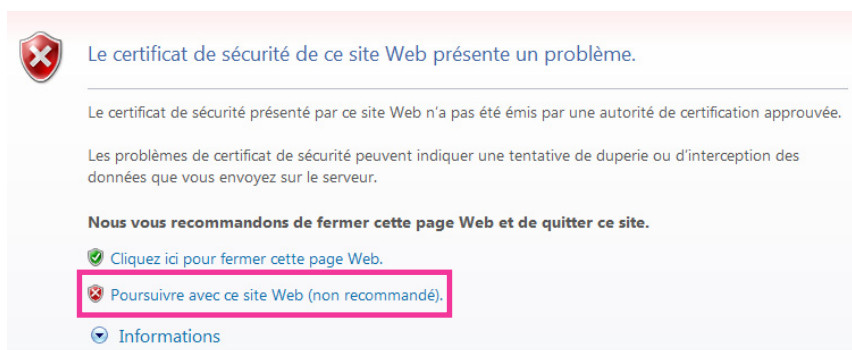 Le certificat de sécurité de ce site Web présente un problème.
Le certificat de sécurité présenté par ce site Web n'a pas été émis par une autorité de certification approuvée.
Les problèmes de certificat de sécurité peuvent indiquer une tentative de duperie ou d'interception des
données que vous envoyez sur le serveur.
Nous vous recommandons de fermer cette page Web et de quitter ce site.
Cliquez ici pour fermer cette page Web.
Poursuivre avec ce site Web (non recommandé).
Informations